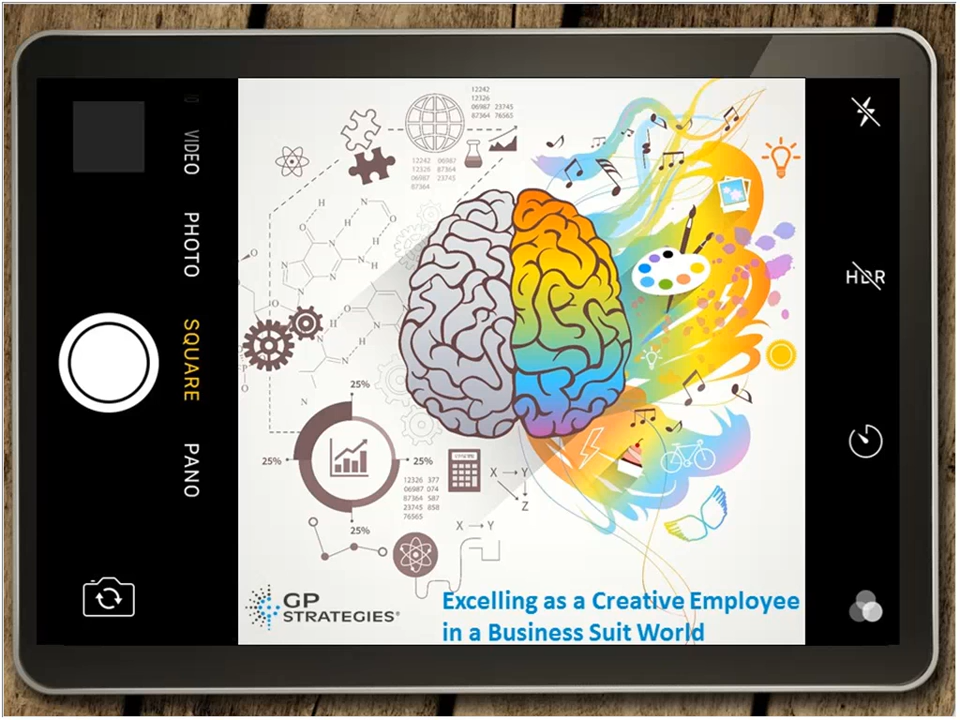 VIDEO
PHOTO
SQUARE
PANO
12242
12326
06987 23745
87364 76565
12242 06987
12326 87364
06987 23745
87364
H
N
O
O
N
H
N
N
N
H
H
O
N
H
N
N
P
O
25%
25%
25%
25%
12326 377
06987 074
87364 587
54435 858
76565
X → Y
Z
X → Y
GP
STRATEGIES®
Excelling as a Creative Employee
in a Business Suit World
HDR